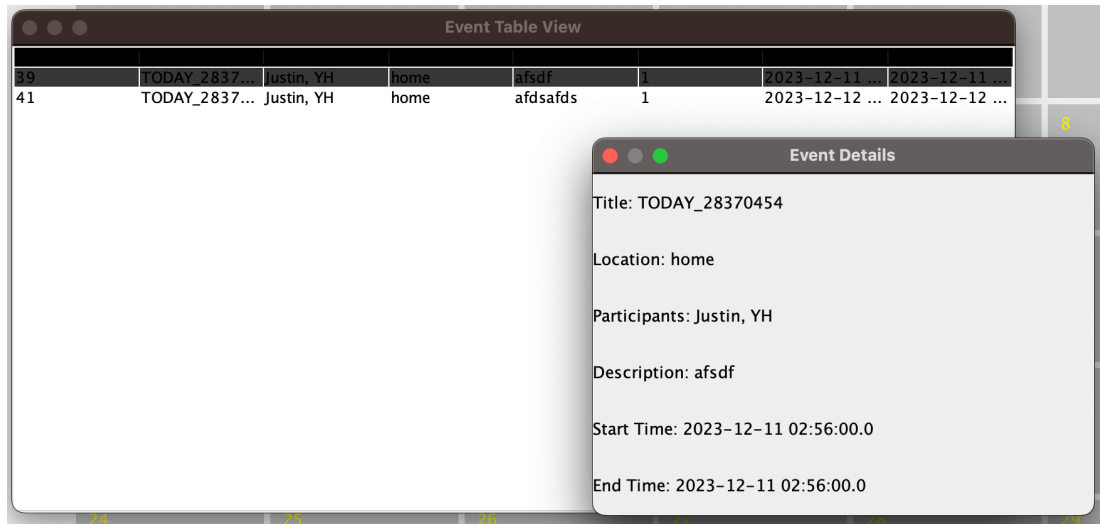 Event Table View
39 TODAY_2837... Justin, YH home afsdf 1 2023-12-11 ... 2023-12-11 ...
41 TODAY_2837... Justin, YH home afdsafds 1 2023-12-12 ... 2023-12-12 ...
8
Event Details
Title: TODAY_28370454
Location: home
Participants: Justin, YH
Description: afsdf
Start Time: 2023-12-11 02:56:00.0
End Time: 2023-12-11 02:56:00.0
24 25 26 27 28 29